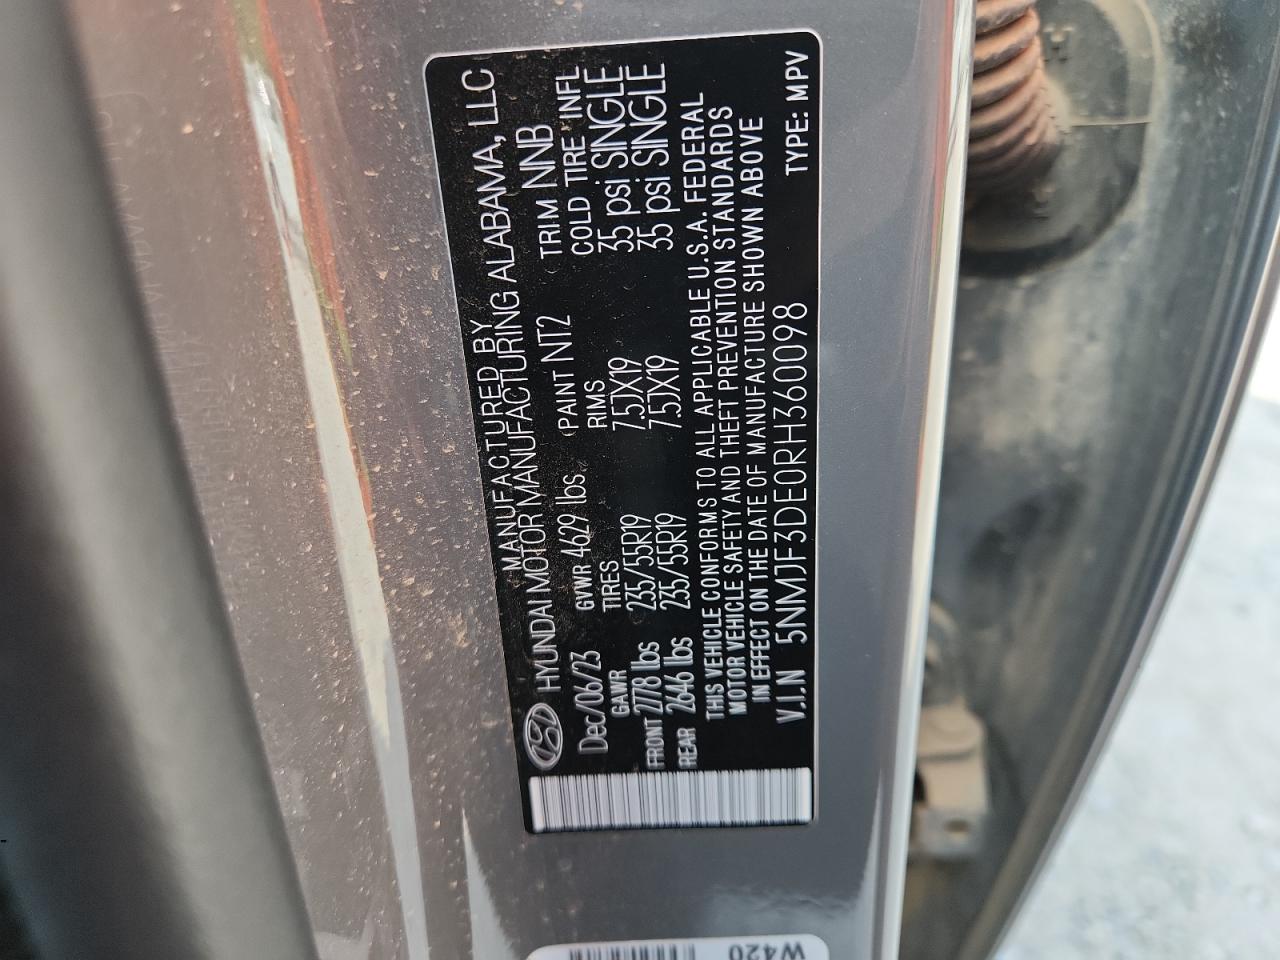 MANUFACTURED BY
HYUNDAI MOTOR MANUFACTURING ALABAMA, LLC
Dec/06/23 GVWR 4629 lbs. PAINT NT2 TRIM NNB
GAWR TIRES RIMS COLD TIRE INFL
FRONT 2778 lbs 235/55R19 7.5JX19 35 psi SINGLE
REAR 2646 lbs 235/55R19 7.5JX19 35 psi SINGLE
THIS VEHICLE CONFORMS TO ALL APPLICABLE U.S.A. FEDERAL
MOTOR VEHICLE SAFETY AND THEFT PREVENTION STANDARDS
IN EFFECT ON THE DATE OF MANUFACTURE SHOWN ABOVE
V.I.N 5NMJF3DE0RH360098 TYPE: MPV
W420
H